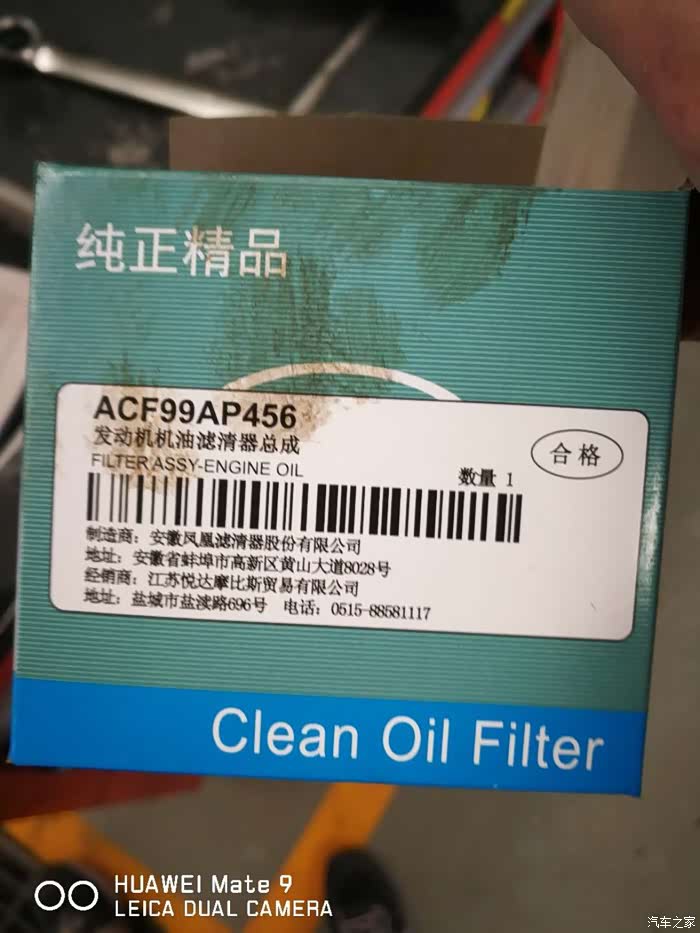 纯正精品
ACF99AP456
发动机机油滤清器总成
FILTER ASSY-ENGINE OIL
数量 1
合格
制造商：安徽凤凰滤清器股份有限公司
地址：安徽省蚌埠市高新区黄山大道8028号
经销商：江苏悦达摩比斯贸易有限公司
地址：盐城市盐渎路696号 电话：0515-88581117
Clean Oil Filter
HUAWEI Mate 9
LEICA DUAL CAMERA
汽车之家